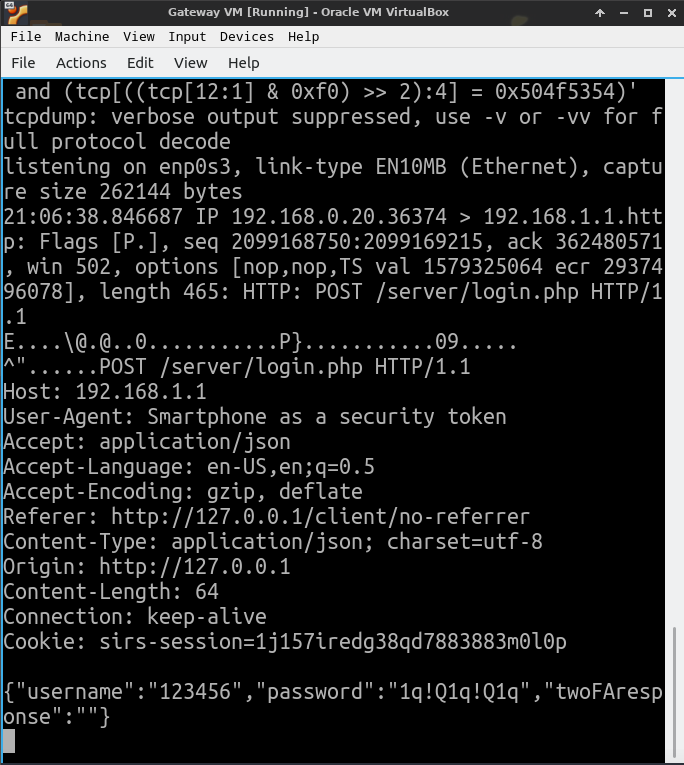 Gateway VM [Running] - Oracle VM VirtualBox
File Machine View Input Devices Help
File Actions Edit View Help
and (tcp[((tcp[12:1] & 0xf0) >> 2):4] = 0x504f5354)'
tcpdump: verbose output suppressed, use -v or -vv for f
ull protocol decode
listening on enp0s3, link-type EN10MB (Ethernet), captu
re size 262144 bytes
21:06:38.846687 IP 192.168.0.20.36374 > 192.168.1.1.htt
p: Flags [P.], seq 2099168750:2099169215, ack 362480571
, win 502, options [nop,nop,TS val 1579325064 ecr 29374
96078], length 465: HTTP: POST /server/login.php HTTP/1
.1
E....\@.@..0...........P}...........09.....
^"......POST /server/login.php HTTP/1.1
Host: 192.168.1.1
User-Agent: Smartphone as a security token
Accept: application/json
Accept-Language: en-US,en;q=0.5
Accept-Encoding: gzip, deflate
Referer: http://127.0.0.1/client/no-referrer
Content-Type: application/json; charset=utf-8
Origin: http://127.0.0.1
Content-Length: 64
Connection: keep-alive
Cookie: sirs-session=1j157iredg38qd7883883m0l0p
{"username":"123456","password":"1q!Q1q!Q1q","twoFAresp
onse":""}